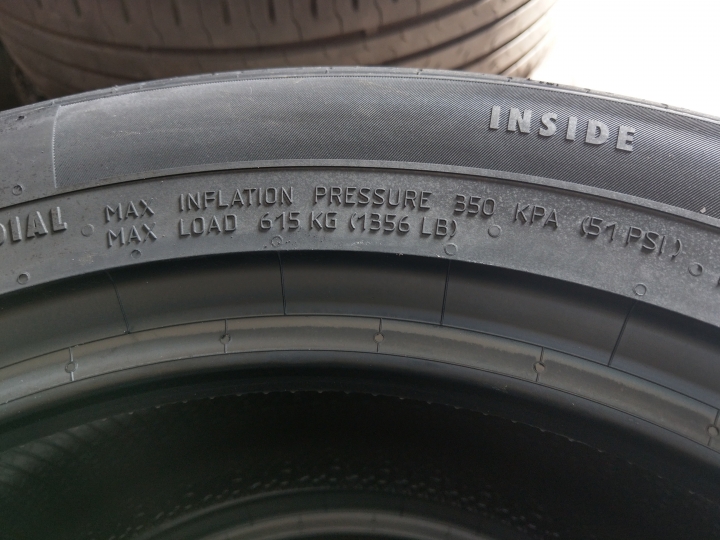 INSIDE
DIAL
MAX INFLATION PRESSURE 350 KPA (51 PSI)
MAX LOAD 615 KG (1356 LB)